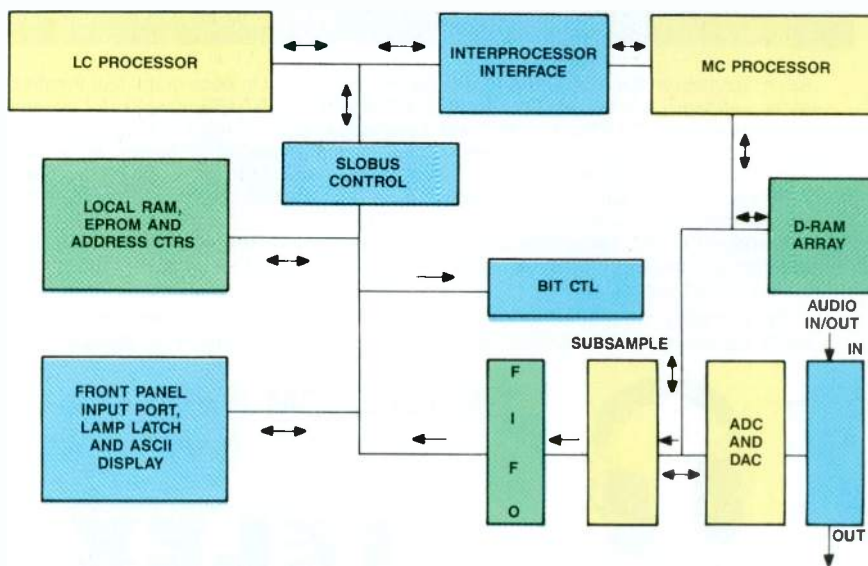 LC PROCESSOR
INTERPROCESSOR
INTERFACE
MC PROCESSOR
SLOBUS
CONTROL
LOCAL RAM,
EPROM AND
ADDRESS CTRS
D-RAM
ARRAY
BIT CTL
AUDIO
IN/OUT
IN
SUBSAMPLE
FRONT PANEL
INPUT PORT,
LAMP LATCH
AND ASCII
DISPLAY
F
I
F
O
ADC
AND
DAC
OUT